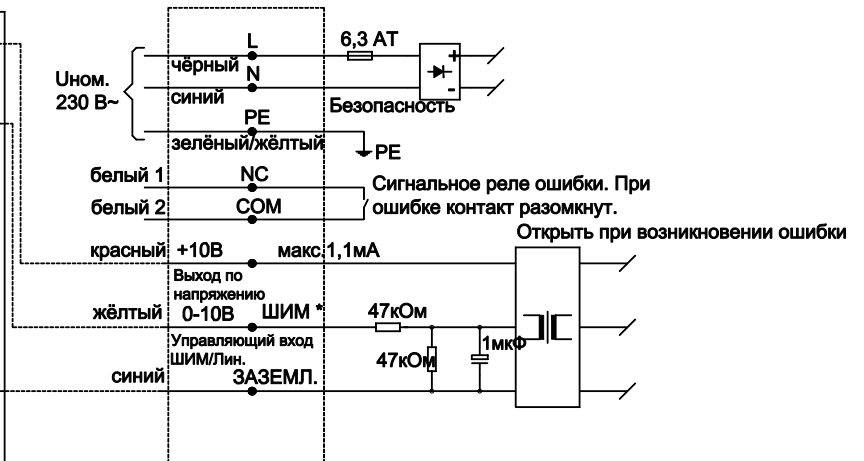 L
6,3 АТ
чёрный
+
Uном.
230 В~
N
синий
-
Безопасность
PE
зелёный/жёлтый
PE
белый 1
NC
Сигнальное реле ошибки. При
белый 2
COM
ошибке контакт разомкнут.
Открыть при возникновении ошибки
красный
+10В
макс.1,1мА
Выход по
напряжению
жёлтый
0-10В
ШИМ *
47кОм
Управляющий вход
ШИМ/Лин.
47кОм
1мкФ
синий
ЗАЗЕМЛ.